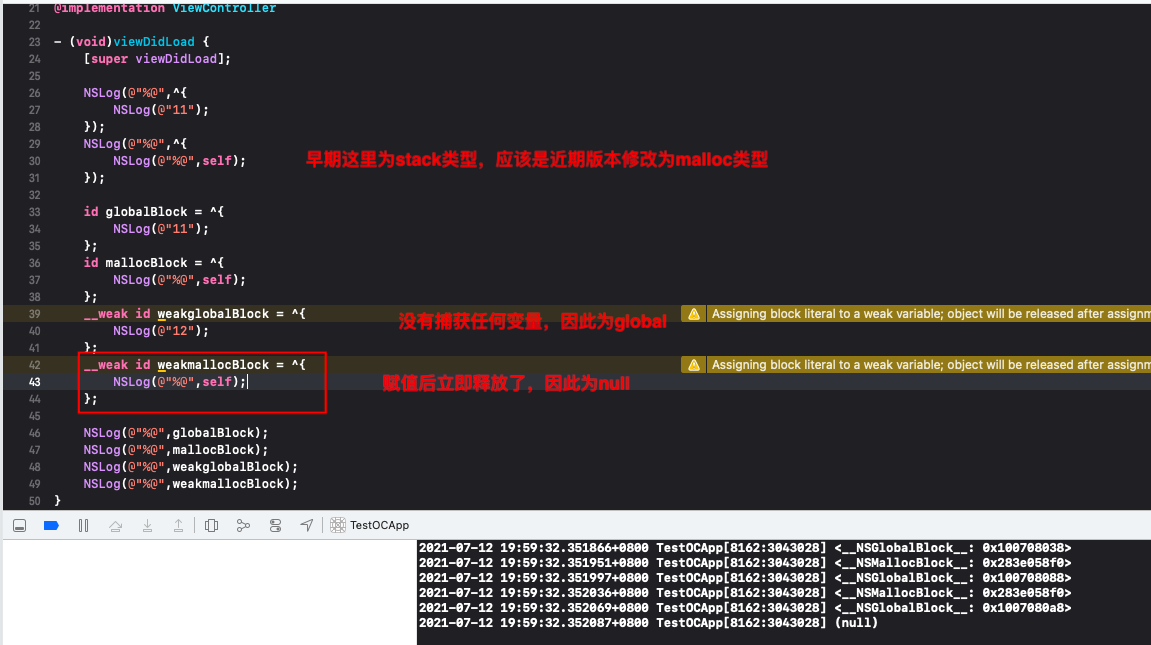 21 @implementation ViewController
22
23 - (void)viewDidLoad {
24 [super viewDidLoad];
25
26 NSLog(@"%@",^{
27 NSLog(@"11");
28 });
29 NSLog(@"%@",^{
30 NSLog(@"%@",self);
早期这里为stack类型，应该是近期版本修改为malloc类型
31 });
32
33 id globalBlock = ^{
34 NSLog(@"11");
35 };
36 id mallocBlock = ^{
37 NSLog(@"%@",self);
38 };
39 __weak id weakglobalBlock = ^{
Assigning block literal to a weak variable; object will be released after assignm
没有捕获任何变量，因此为global
40 NSLog(@"12");
41 };
42 __weak id weakmallocBlock = ^{
Assigning block literal to a weak variable; object will be released after assignm
43 NSLog(@"%@",self);
赋值后立即释放了，因此为null
44 };
45
46 NSLog(@"%@",globalBlock);
47 NSLog(@"%@",mallocBlock);
48 NSLog(@"%@",weakglobalBlock);
49 NSLog(@"%@",weakmallocBlock);
50 }
TestOCApp
2021-07-12 19:59:32.351866+0800 TestOCApp[8162:3043028] <__NSGlobalBlock__: 0x100708038>
2021-07-12 19:59:32.351951+0800 TestOCApp[8162:3043028] <__NSMallocBlock__: 0x283e058f0>
2021-07-12 19:59:32.351997+0800 TestOCApp[8162:3043028] <__NSGlobalBlock__: 0x100708088>
2021-07-12 19:59:32.352036+0800 TestOCApp[8162:3043028] <__NSMallocBlock__: 0x283e058f0>
2021-07-12 19:59:32.352069+0800 TestOCApp[8162:3043028] <__NSGlobalBlock__: 0x1007080a8>
2021-07-12 19:59:32.352087+0800 TestOCApp[8162:3043028] (null)